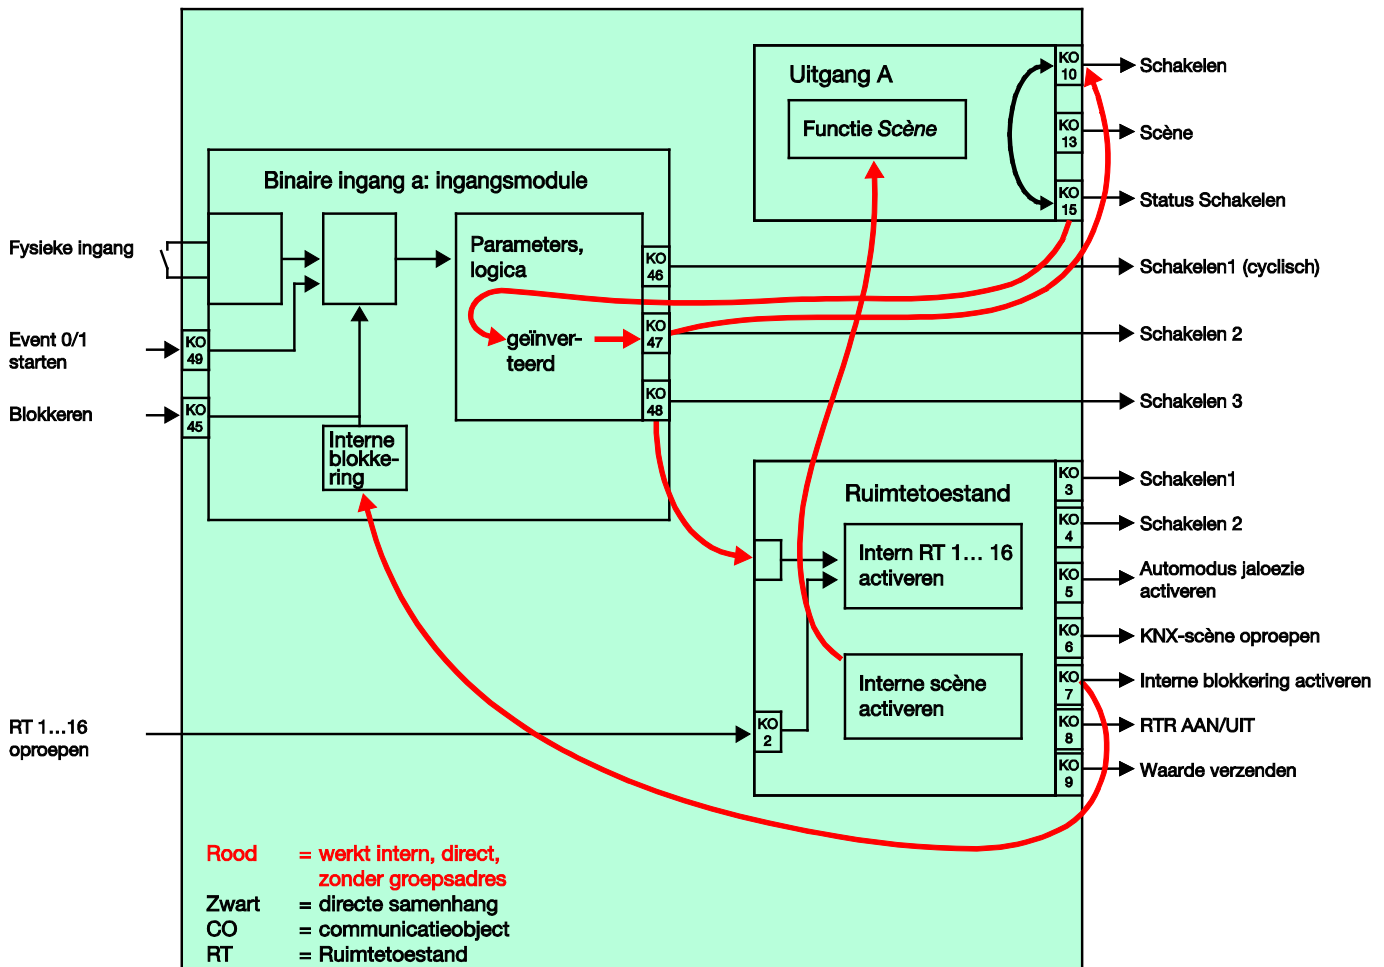 Uitgang A
Functie Scène
KO
10
Schakelen
KO
13
Scène
KO
15
Status Schakelen
Binaire ingang a: ingangsmodule
Fysieke ingang
Parameters,
logica
geïnver-
teerd
KO
46
Schakelen1 (cyclisch)
KO
47
Schakelen 2
KO
48
Schakelen 3
Event 0/1
starten
KO
49
Blokkeren
KO
45
Interne
blokke-
ring
Ruimtetoestand
Intern RT 1... 16
activeren
Interne scène
activeren
KO
3
Schakelen1
KO
4
Schakelen 2
KO
5
Automodus jaloezie
activeren
KO
6
KNX-scène oproepen
KO
7
Interne blokkering activeren
KO
8
RTR AAN/UIT
KO
9
Waarde verzenden
RT 1...16
oproepen
KO
2
Rood = werkt intern, direct,
zonder groepsadres
Zwart = directe samenhang
CO = communicatieobject
RT = Ruimtetoestand